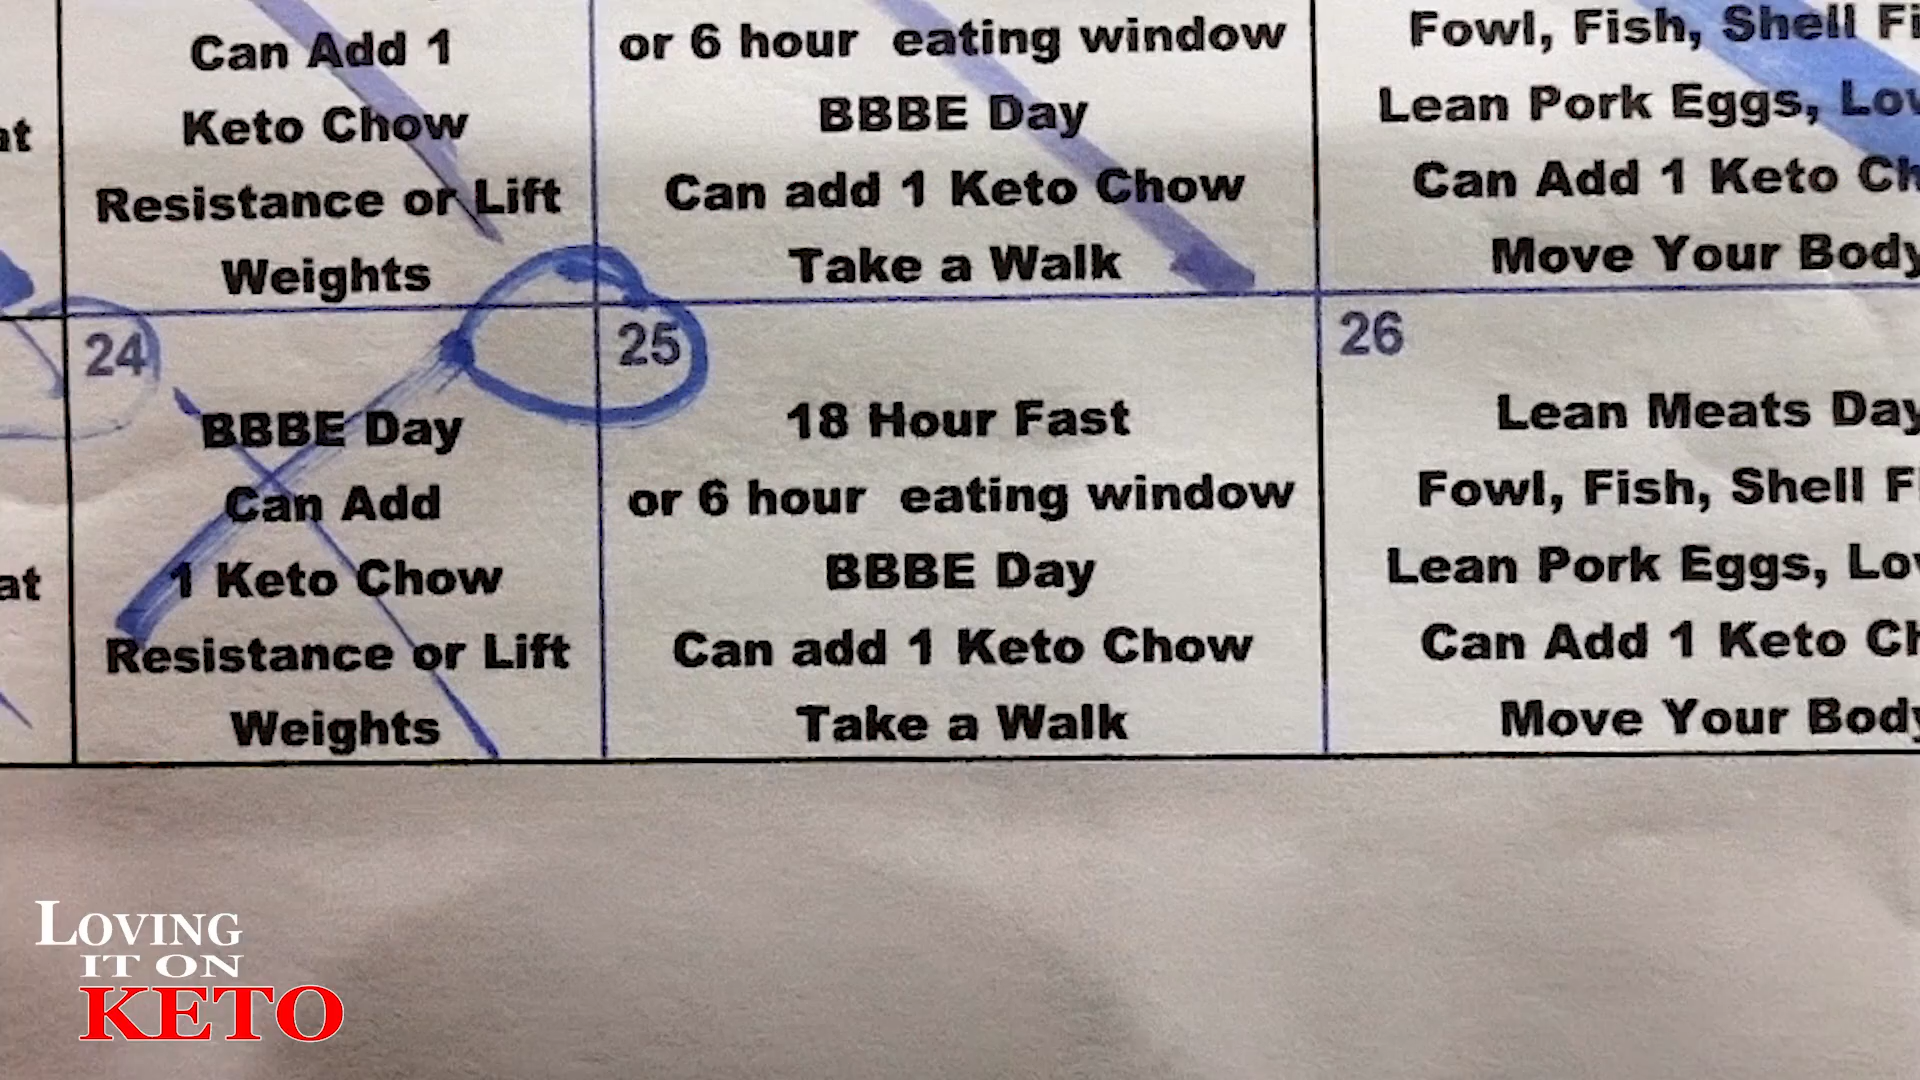 at
Can Add 1
Keto Chow
Resistance or Lift
Weights
or 6 hour eating window
BBBE Day
Can add 1 Keto Chow
Take a Walk
Fowl, Fish, Shell
Lean Pork Eggs,
Can Add 1 Keto
Move Your Body
at
24
BBBE Day
Can Add
1 Keto Chow
Resistance or Lift
Weights
25
18 Hour Fast
or 6 hour eating window
BBBE Day
Can add 1 Keto Chow
Take a Walk
26
Lean Meats Day
Fowl, Fish, Shell
Lean Pork Eggs,
Can Add 1 Keto
Move Your Body
LOVING
IT ON
KETO